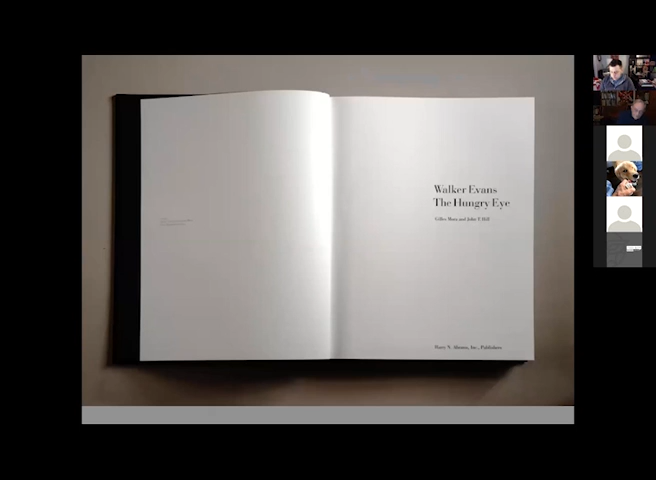 Walker Evans
The Hungry Eye
Gilles Mora and John T. Hill
Harry N. Abrams, Inc., Publishers